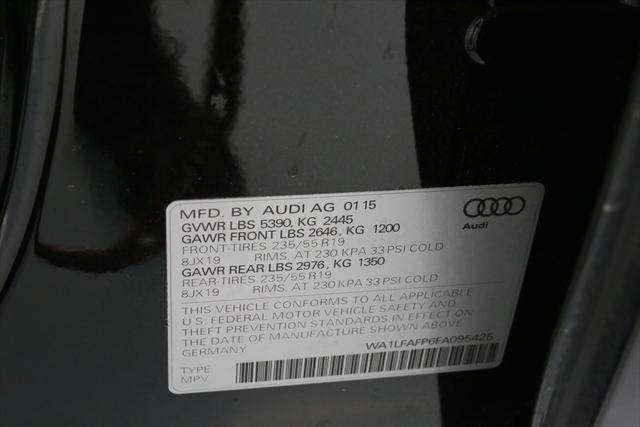 MFD. BY AUDI AG 01 15
GVWR LBS 5390, KG 2445
GAWR FRONT LBS 2646, KG 1200
FRONT-TIRES 235/55 R19
8JX19 RIMS. AT 230 KPA 33 PSI COLD
GAWR REAR LBS 2976, KG 1350
REAR-TIRES 235/55 R19
8JX19 RIMS. AT 230 KPA 33 PSI COLD
THIS VEHICLE CONFORMS TO ALL APPLICABLE
U.S. FEDERAL MOTOR VEHICLE SAFETY AND
THEFT PREVENTION STANDARDS IN EFFECT ON
THE DATE OF MANUFACTURE SHOWN ABOVE.
GERMANY
WA1LFAFP6FA095425
TYPE
MPV
Audi